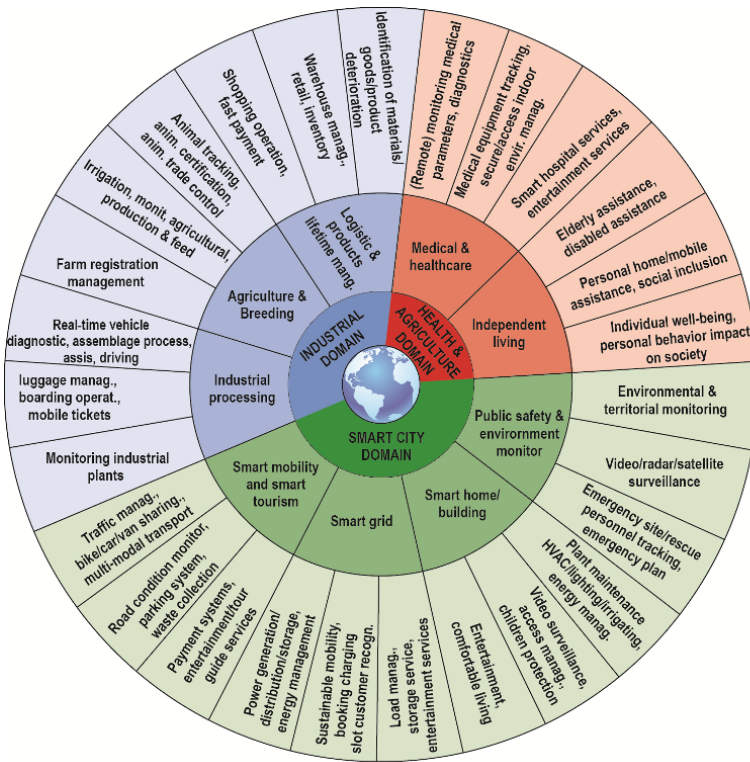 INDUSTRIAL
DOMAIN
HEALTH &
AGRICULTURE
DOMAIN
SMART CITY
DOMAIN
Logistic &
products
lifetime mang.
Medical &
healthcare
Independent
living
Public safety &
environment
monitor
Smart home/
building
Smart grid
Smart mobility
and smart
tourism
Industrial
processing
Agriculture &
Breeding
Identification of materials/
goods/product
deterioration
(Remote) monitoring medical
parameters, diagnostics
Medical equipment tracking,
secure/access indoor
envir. manag.
Smart hospital services,
entertainment services
Elderly assistance,
disabled assistance
Personal home/mobile
assistance, social inclusion
Individual well-being,
personal behavior impact
on society
Environmental &
territorial monitoring
Video/radar/satellite
surveillance
Emergency site/rescue
personnel tracking,
emergency plan
Plant maintenance
HVAC/lighting/irrigating,
energy manag.
Video surveillance,
access manag.,
children protection
Entertainment,
comfortable living
Load manag.,
storage service,
entertainment services
Sustainable mobility,
booking charging
slot customer recogn.
Power generation/
distribution/storage,
energy management
Payment systems,
entertainment/tour
guide services
Road condition monitor,
parking system,
waste collection
Traffic manag.,
bike/car/van sharing.,
multi-modal transport
Monitoring industrial
plants
luggage manag.,
boarding operat.,
mobile tickets
Real-time vehicle
diagnostic, assemblage process,
assis, driving
Farm registration
management
Irrigation, monit, agricultural,
production & feed
Animal tracking,
anim. certification,
anim. trade control
Shopping operation,
fast payment
Warehouse manag.,
retail, inventory